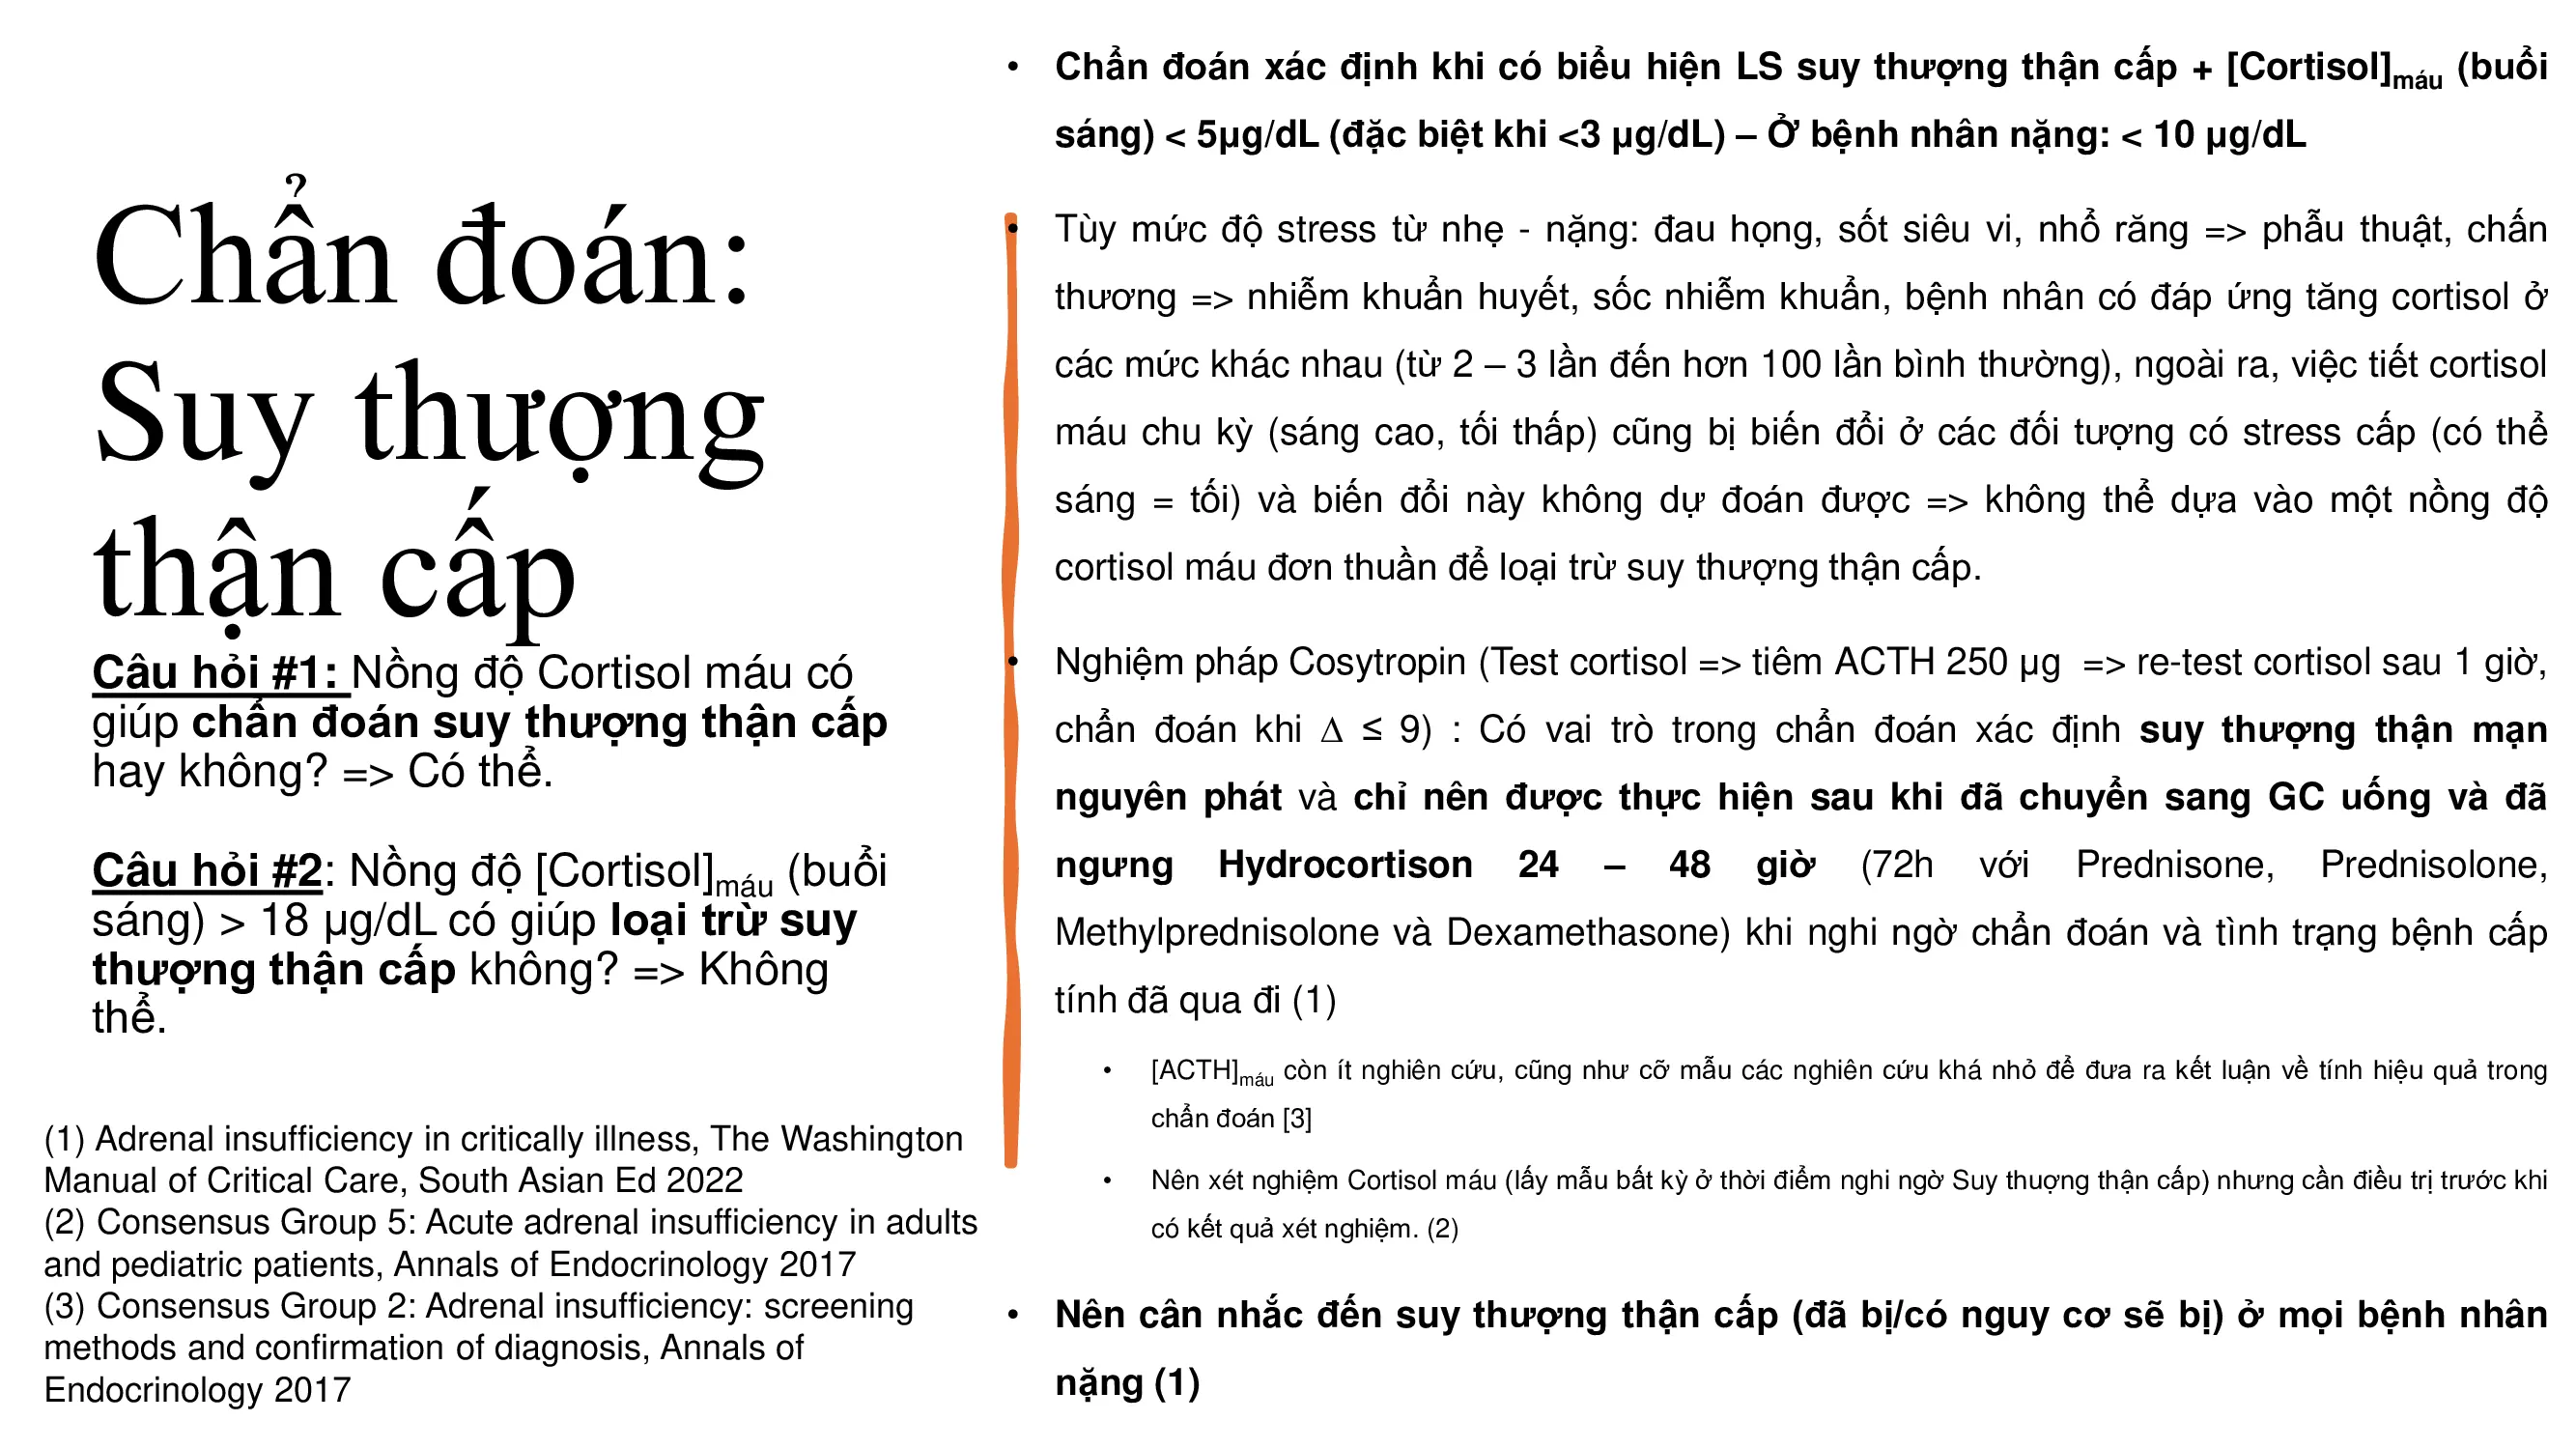 Chẩn đoán:
Suy thượng
thận cấp
Câu hỏi #1: Nồng độ Cortisol máu có
giúp chẩn đoán suy thượng thận cấp
hay không? => Có thể.
Câu hỏi #2: Nồng độ [Cortisol]máu (buổi
sáng) > 18 µg/dL có giúp loại trừ suy
thượng thận cấp không? => Không
thể.
(1) Adrenal insufficiency in critically illness, The Washington
Manual of Critical Care, South Asian Ed 2022
(2) Consensus Group 5: Acute adrenal insufficiency in adults
and pediatric patients, Annals of Endocrinology 2017
(3) Consensus Group 2: Adrenal insufficiency: screening
methods and confirmation of diagnosis, Annals of
Endocrinology 2017
• Chẩn đoán xác định khi có biểu hiện LS suy thượng thận cấp + [Cortisol]máu (buổi
sáng) < 5µg/dL (đặc biệt khi <3 µg/dL) – Ở bệnh nhân nặng: < 10 µg/dL
• Tùy mức độ stress từ nhẹ - nặng: đau họng, sốt siêu vi, nhổ răng => phẫu thuật, chấn
thương => nhiễm khuẩn huyết, sốc nhiễm khuẩn, bệnh nhân có đáp ứng tăng cortisol ở
các mức khác nhau (từ 2 – 3 lần đến hơn 100 lần bình thường), ngoài ra, việc tiết cortisol
máu chu kỳ (sáng cao, tối thấp) cũng bị biến đổi ở các đối tượng có stress cấp (có thể
sáng = tối) và biến đổi này không dự đoán được => không thể dựa vào một nồng độ
cortisol máu đơn thuần để loại trừ suy thượng thận cấp.
• Nghiệm pháp Cosytropin (Test cortisol => tiêm ACTH 250 µg => re-test cortisol sau 1 giờ,
chẩn đoán khi ∆ ≤ 9) : Có vai trò trong chẩn đoán xác định suy thượng thận mạn
nguyên phát và chỉ nên được thực hiện sau khi đã chuyển sang GC uống và đã
ngưng Hydrocortison 24 – 48 giờ (72h với Prednisone, Prednisolone,
Methylprednisolone và Dexamethasone) khi nghi ngờ chẩn đoán và tình trạng bệnh cấp
tính đã qua đi (1)
• [ACTH]máu còn ít nghiên cứu, cũng như cỡ mẫu các nghiên cứu khá nhỏ để đưa ra kết luận về tính hiệu quả trong
chẩn đoán [3]
• Nên xét nghiệm Cortisol máu (lấy mẫu bất kỳ ở thời điểm nghi ngờ Suy thuợng thận cấp) nhưng cần điều trị trước khi
có kết quả xét nghiệm. (2)
• Nên cân nhắc đến suy thượng thận cấp (đã bị/có nguy cơ sẽ bị) ở mọi bệnh nhân
nặng (1)